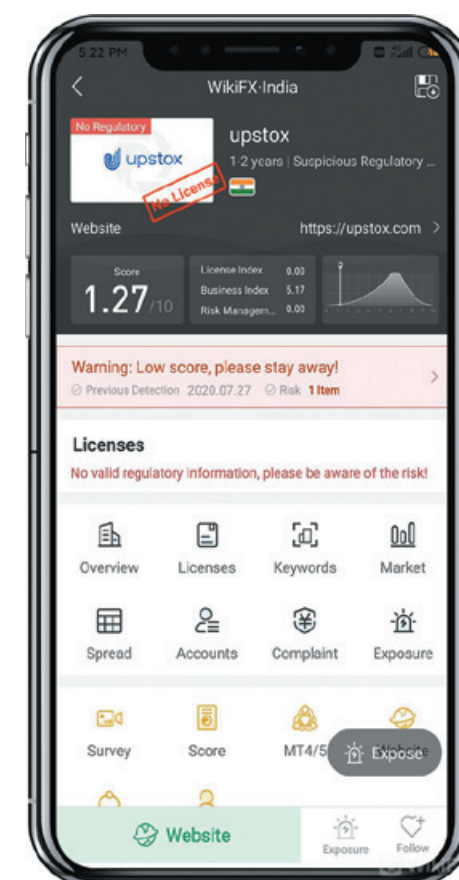 5:22 PM
WikiFX·India
No Regulatory
upstox
upstox
1-2 years | Suspicious Regulatory ...
No License
Website https://upstox.com >
Score
1.27/10
License Index 0.00
Business Index 5.17
Risk Managem... 0.00
Warning: Low score, please stay away!
Previous Detection 2020.07.27 Risk 1 Item
Licenses
No valid regulatory information, please be aware of the risk!
Overview Licenses Keywords Market
Spread Accounts Complaint Exposure
Survey Score MT4/5
Expose
Website
Exposure Follow